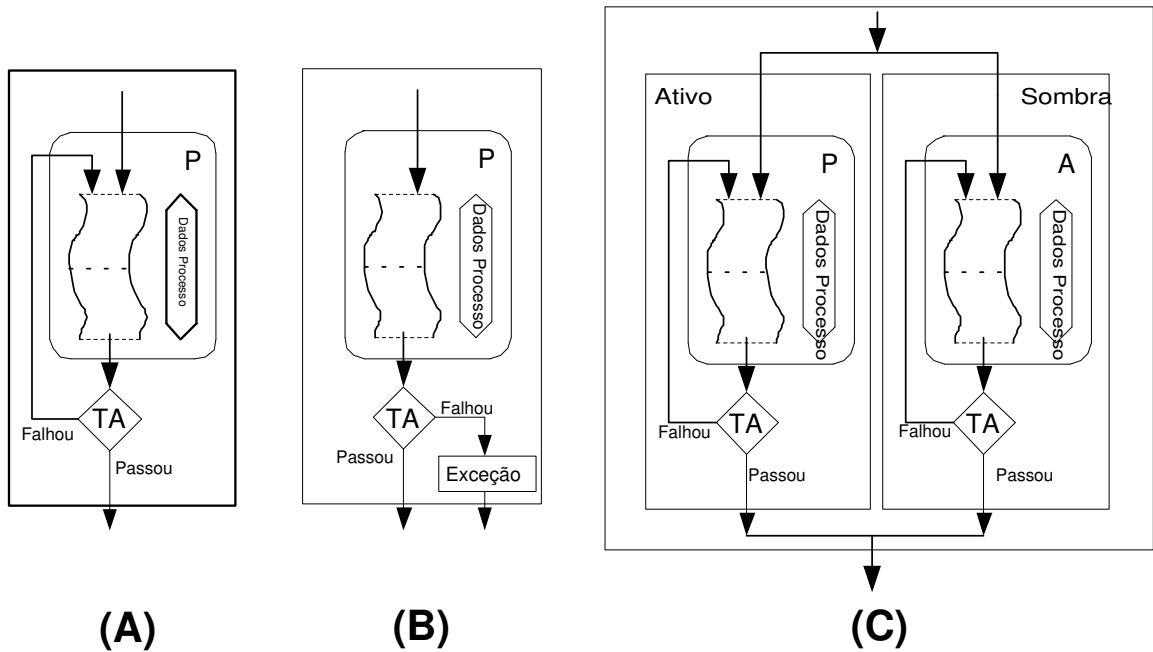 P
Dados Processo
TA
Falhou
Passou
(A)
P
Dados Processo
TA
Falhou
Passou
Exceção
(B)
Ativo
P
Dados Processo
TA
Falhou
Passou
Sombra
A
Dados Processo
TA
Falhou
Passou
(C)